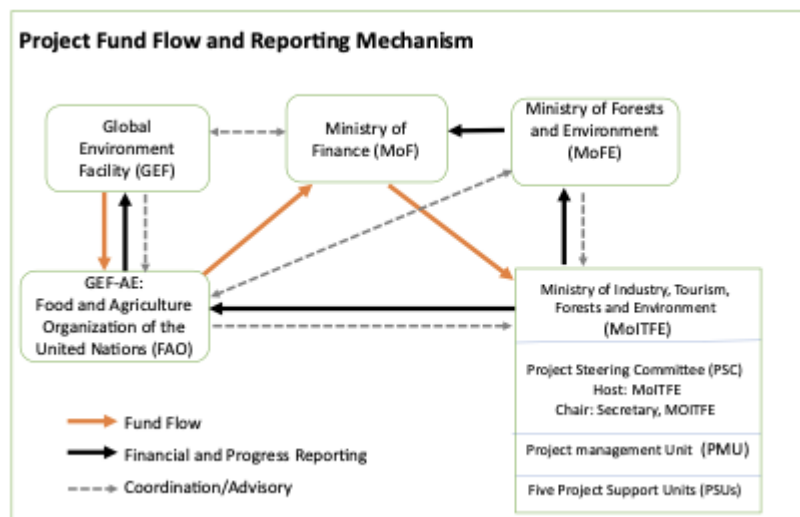 Project Fund Flow and Reporting Mechanism
Global
Environment
Facility (GEF)
Ministry of
Finance (MoF)
Ministry of Forests
and Environment
(MoFE)
GEF-AE:
Food and Agriculture
Organization of the
United Nations (FAO)
Ministry of Industry, Tourism,
Forests and Environment
(MoITFE)
Project Steering Committee (PSC)
Host: MoITFE
Chair: Secretary, MOITFE
Project management Unit (PMU)
Five Project Support Units (PSUs)
Fund Flow
Financial and Progress Reporting
Coordination/Advisory